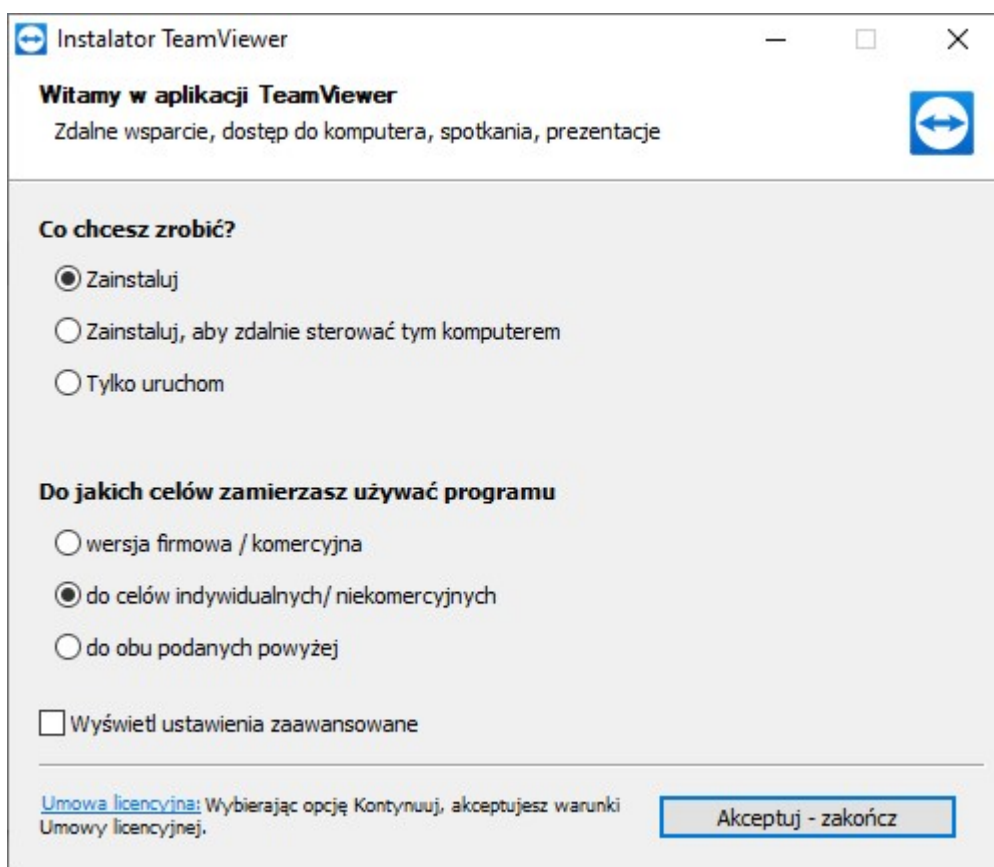 Instalator TeamViewer
Witamy w aplikacji TeamViewer
Zdalne wsparcie, dostęp do komputera, spotkania, prezentacje
Co chcesz zrobić?
Zainstaluj
Zainstaluj, aby zdalnie sterować tym komputerem
Tylko uruchom
Do jakich celów zamierzasz używać programu
wersja firmowa / komercyjna
do celów indywidualnych/ niekomercyjnych
do obu podanych powyżej
Wyświetl ustawienia zaawansowane
Umowa licencyjna: Wybierając opcję Kontynuuj, akceptujesz warunki
Umowy licencyjnej.
Akceptuj - zakończ